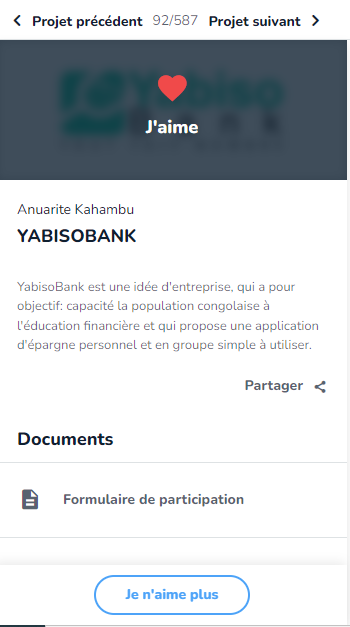 Projet précédent 92/587 Projet suivant
Yabiso
Bank
J'aime
Anuarite Kahambu
YABISOBANK
YabisoBank est une idée d'entreprise, qui a pour
objectif: capacité la population congolaise à
l'éducation financière et qui propose une application
d'épargne personnel et en groupe simple à utiliser.
Partager
Documents
Formulaire de participation
Je n'aime plus